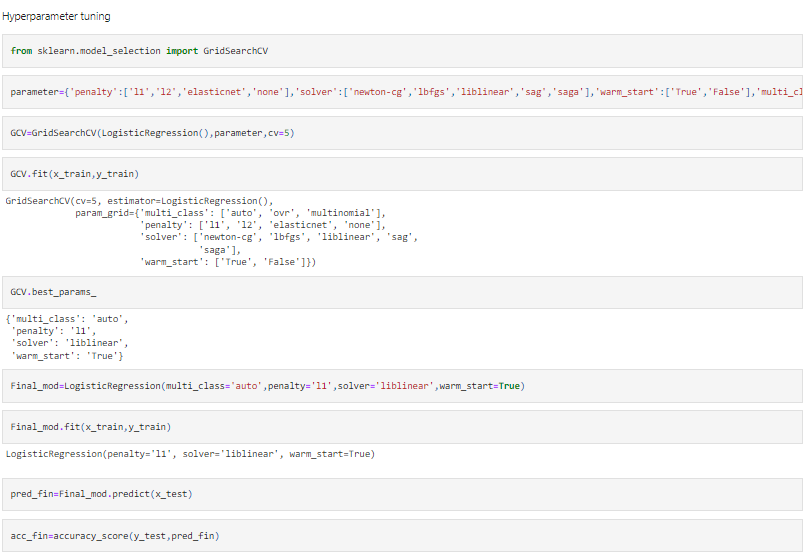 Hyperparameter tuning
from sklearn.model_selection import GridSearchCV
parameter={'penalty':['l1','l2','elasticnet','none'],'solver':['newton-cg','lbfgs','liblinear','sag','saga'],'warm_start':['True','False'],'multi_cl
GCV=GridSearchCV(LogisticRegression(),parameter,cv=5)
GCV.fit(x_train,y_train)
GridSearchCV(cv=5, estimator=LogisticRegression(),
             param_grid={'multi_class': ['auto', 'ovr', 'multinomial'],
                         'penalty': ['l1', 'l2', 'elasticnet', 'none'],
                         'solver': ['newton-cg', 'lbfgs', 'liblinear', 'sag',
                                    'saga'],
                         'warm_start': ['True', 'False']})
GCV.best_params_
{'multi_class': 'auto',
 'penalty': 'l1',
 'solver': 'liblinear',
 'warm_start': 'True'}
Final_mod=LogisticRegression(multi_class='auto',penalty='l1',solver='liblinear',warm_start=True)
Final_mod.fit(x_train,y_train)
LogisticRegression(penalty='l1', solver='liblinear', warm_start=True)
pred_fin=Final_mod.predict(x_test)
acc_fin=accuracy_score(y_test,pred_fin)